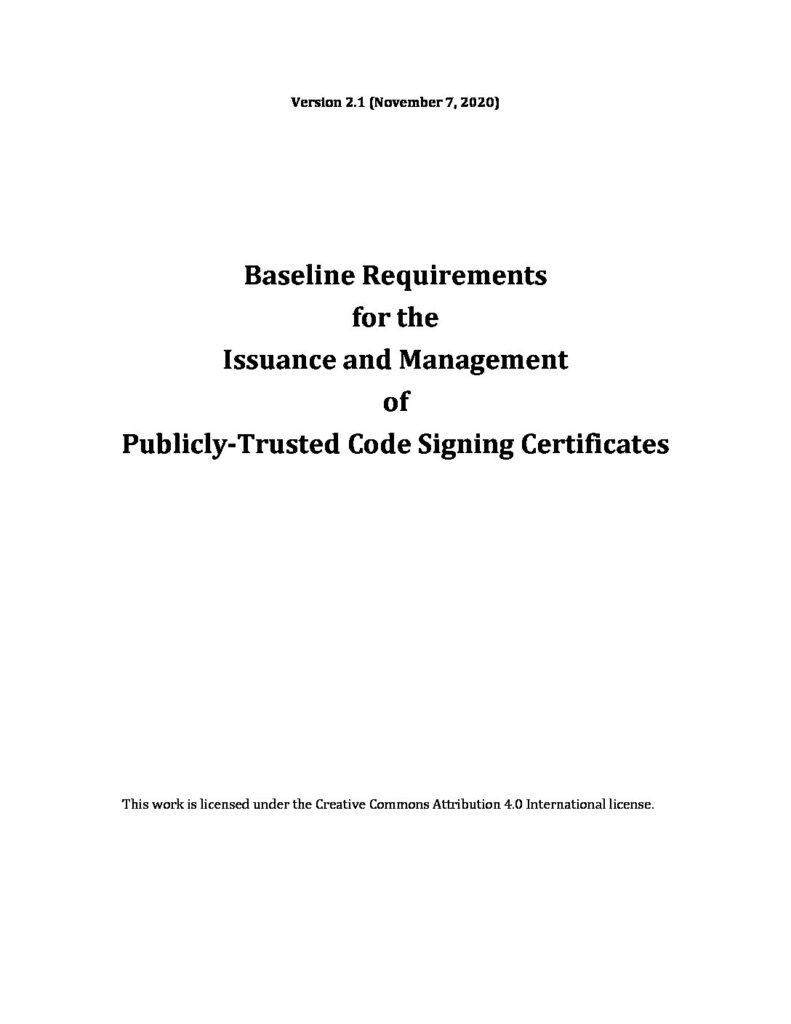 Version 2.1 (November 7, 2020)
Baseline Requirements
for the
Issuance and Management
of
Publicly-Trusted Code Signing Certificates
This work is licensed under the Creative Commons Attribution 4.0 International license.